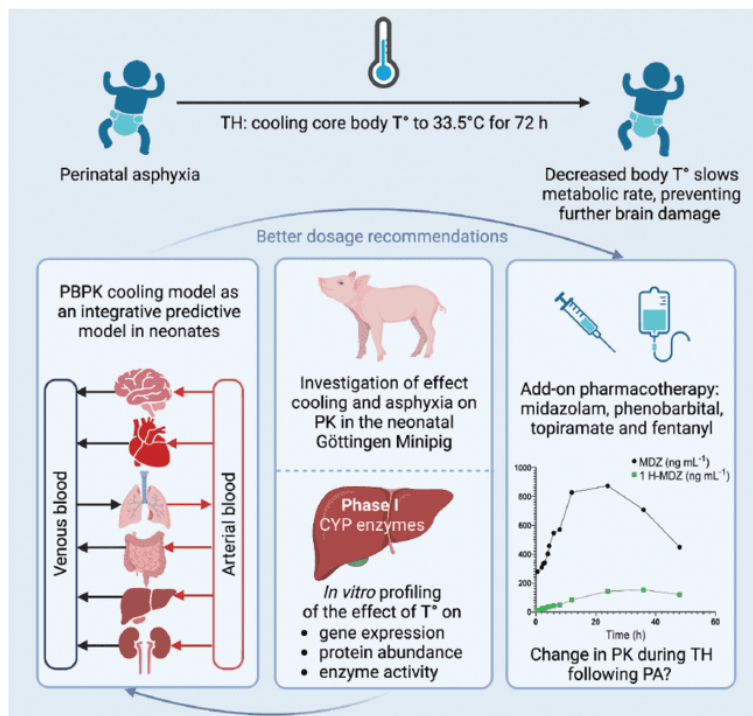 TH: cooling core body T° to 33.5°C for 72 h
Perinatal asphyxia
Decreased body T° slows
metabolic rate, preventing
further brain damage
Better dosage recommendations
PBPK cooling model as
an integrative predictive
model in neonates
Venous blood
Arterial blood
Investigation of effect
cooling and asphyxia on
PK in the neonatal
Göttingen Minipig
Phase I
CYP enzymes
In vitro profiling
of the effect of T° on
• gene expression
• protein abundance
• enzyme activity
Add-on pharmacotherapy:
midazolam, phenobarbital,
topiramate and fentanyl
MDZ (ng mL⁻¹)
1 H-MDZ (ng mL⁻¹)
1000
800
600
400
200
0
0 20 40 60
Time (h)
Change in PK during TH
following PA?